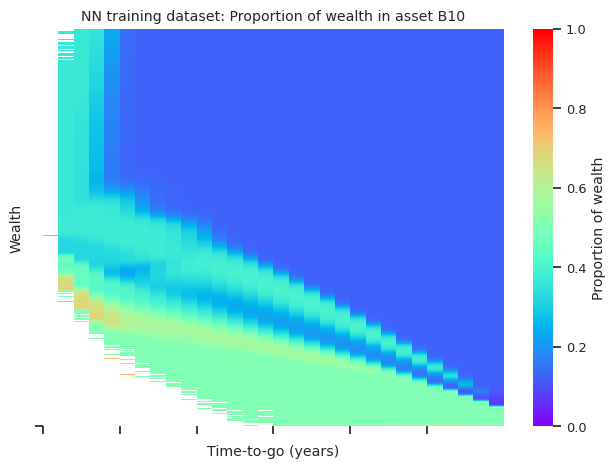 NN training dataset: Proportion of wealth in asset B10
1.0
0.8
0.6
0.4
0.2
0.0
Proportion of wealth
Wealth
Time-to-go (years)